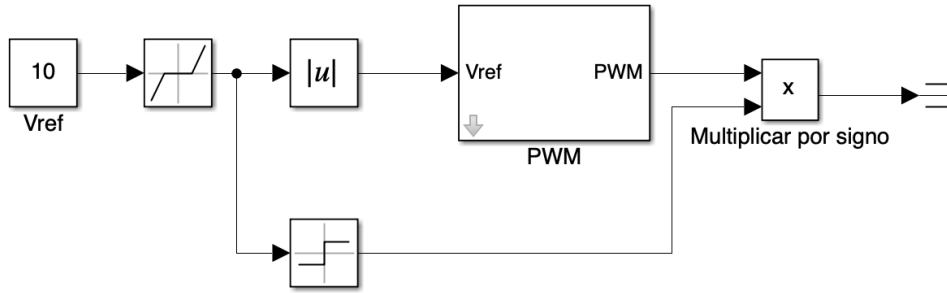 10
Vref
|u|
Vref
PWM
PWM
x
Multiplicar por signo